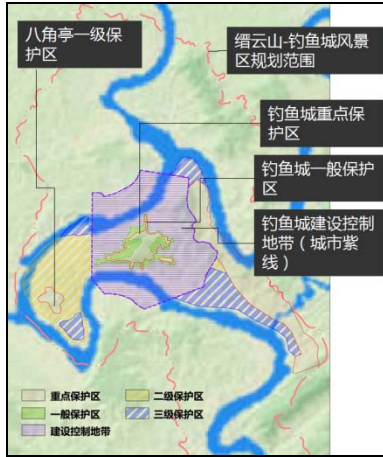 八角亭一级保
护区
缙云山-钓鱼城风景
区规划范围
钓鱼城重点保
护区
钓鱼城一般保护
区
钓鱼城建设控制
地带（城市紫
线）
重点保护区
二级保护区
一般保护区
三级保护区
建设控制地带